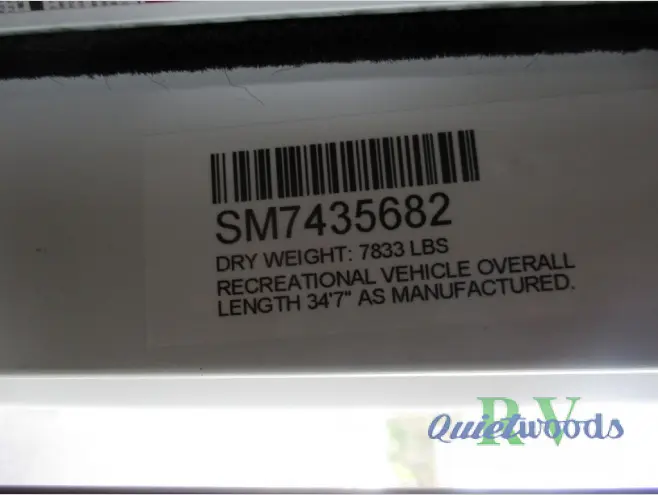 SM7435682
DRY WEIGHT: 7833 LBS
RECREATIONAL VEHICLE OVERALL
LENGTH 34'7" AS MANUFACTURED.
RV
Quietwoods